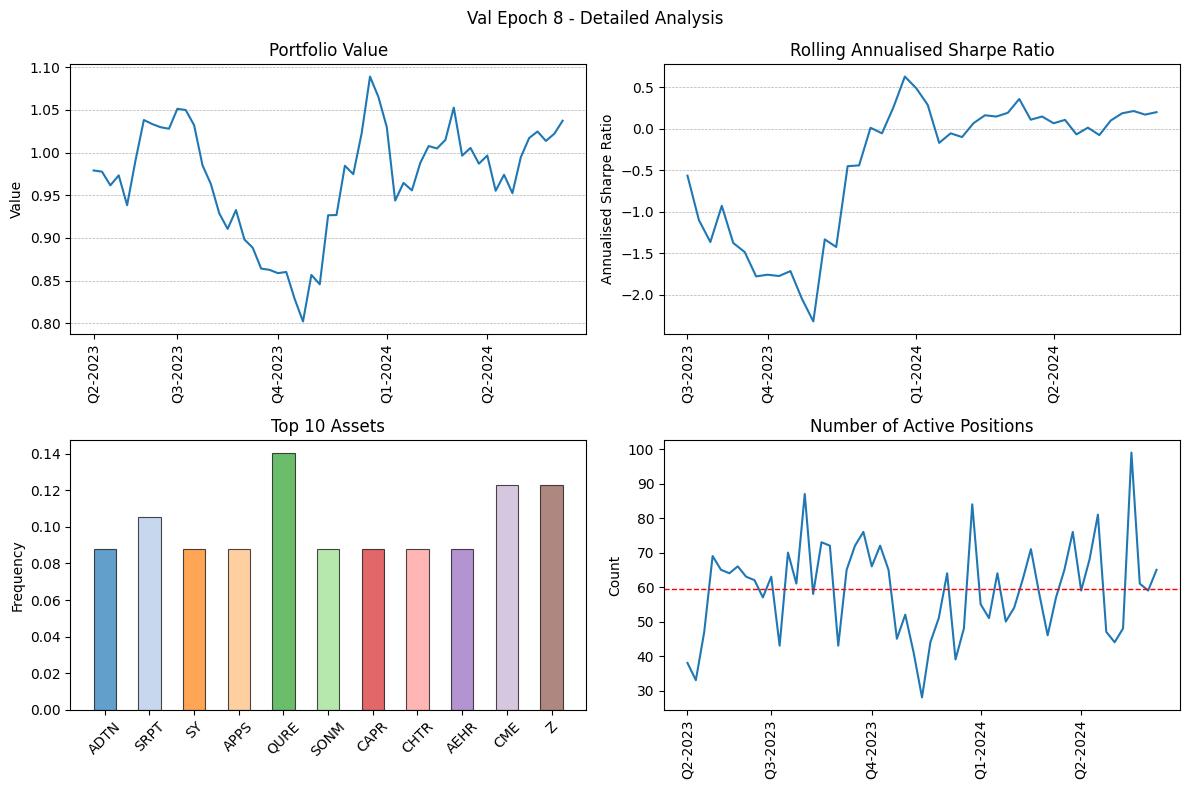 Val Epoch 8 - Detailed Analysis
Portfolio Value
1.10
1.05
1.00
0.95
0.90
0.85
0.80
Value
Q2-2023
Q3-2023
Q4-2023
Q1-2024
Q2-2024
Rolling Annualised Sharpe Ratio
0.5
0.0
−0.5
−1.0
−1.5
−2.0
Annualised Sharpe Ratio
Q3-2023
Q4-2023
Q1-2024
Q2-2024
Top 10 Assets
0.14
0.12
0.10
0.08
0.06
0.04
0.02
0.00
Frequency
ADTN
SRPT
SY
APPS
QURE
SONM
CAPR
CHTR
AEHR
CME
Z
Number of Active Positions
100
90
80
70
60
50
40
30
Count
Q2-2023
Q3-2023
Q4-2023
Q1-2024
Q2-2024